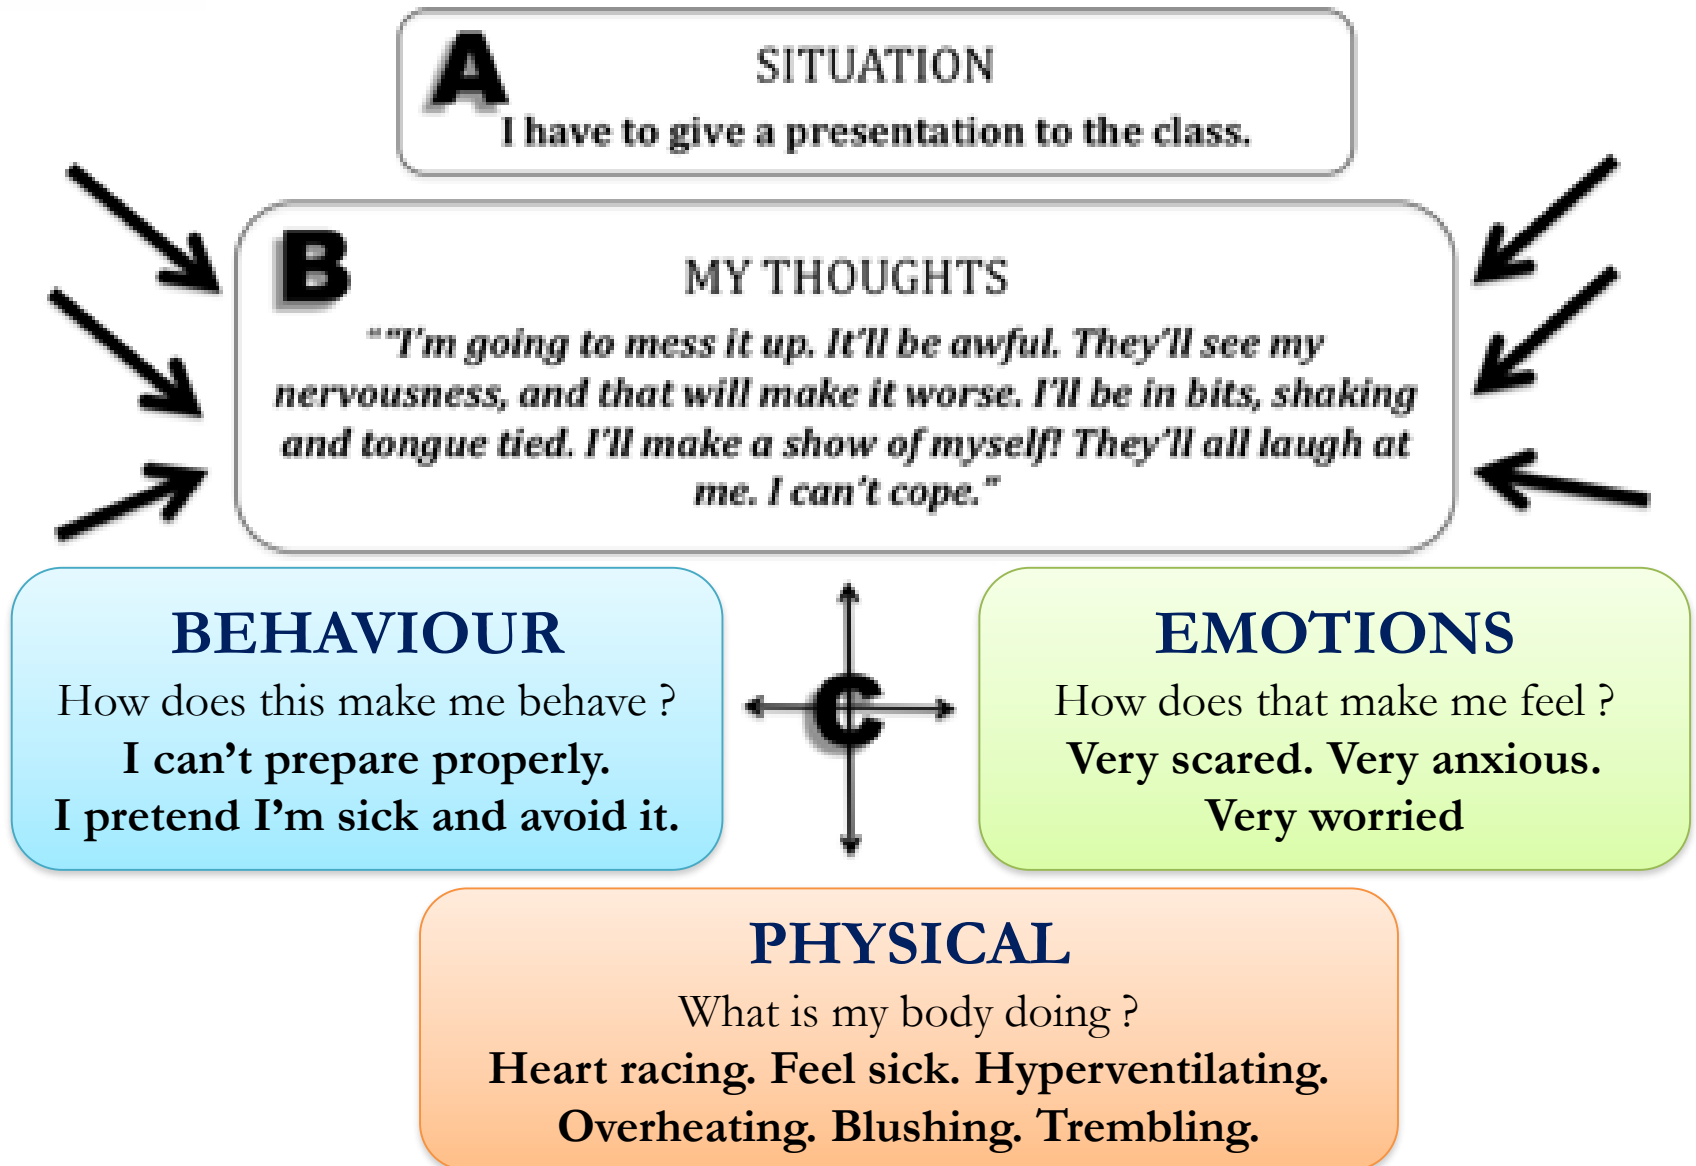 A
SITUATION
I have to give a presentation to the class.
B
MY THOUGHTS
"“I'm going to mess it up. It'll be awful. They'll see my
nervousness, and that will make it worse. I'll be in bits, shaking
and tongue tied. I'll make a show of myself! They'll all laugh at
me. I can't cope.”
BEHAVIOUR
How does this make me behave ?
I can’t prepare properly.
I pretend I’m sick and avoid it.
C
EMOTIONS
How does that make me feel ?
Very scared. Very anxious.
Very worried
PHYSICAL
What is my body doing ?
Heart racing. Feel sick. Hyperventilating.
Overheating. Blushing. Trembling.